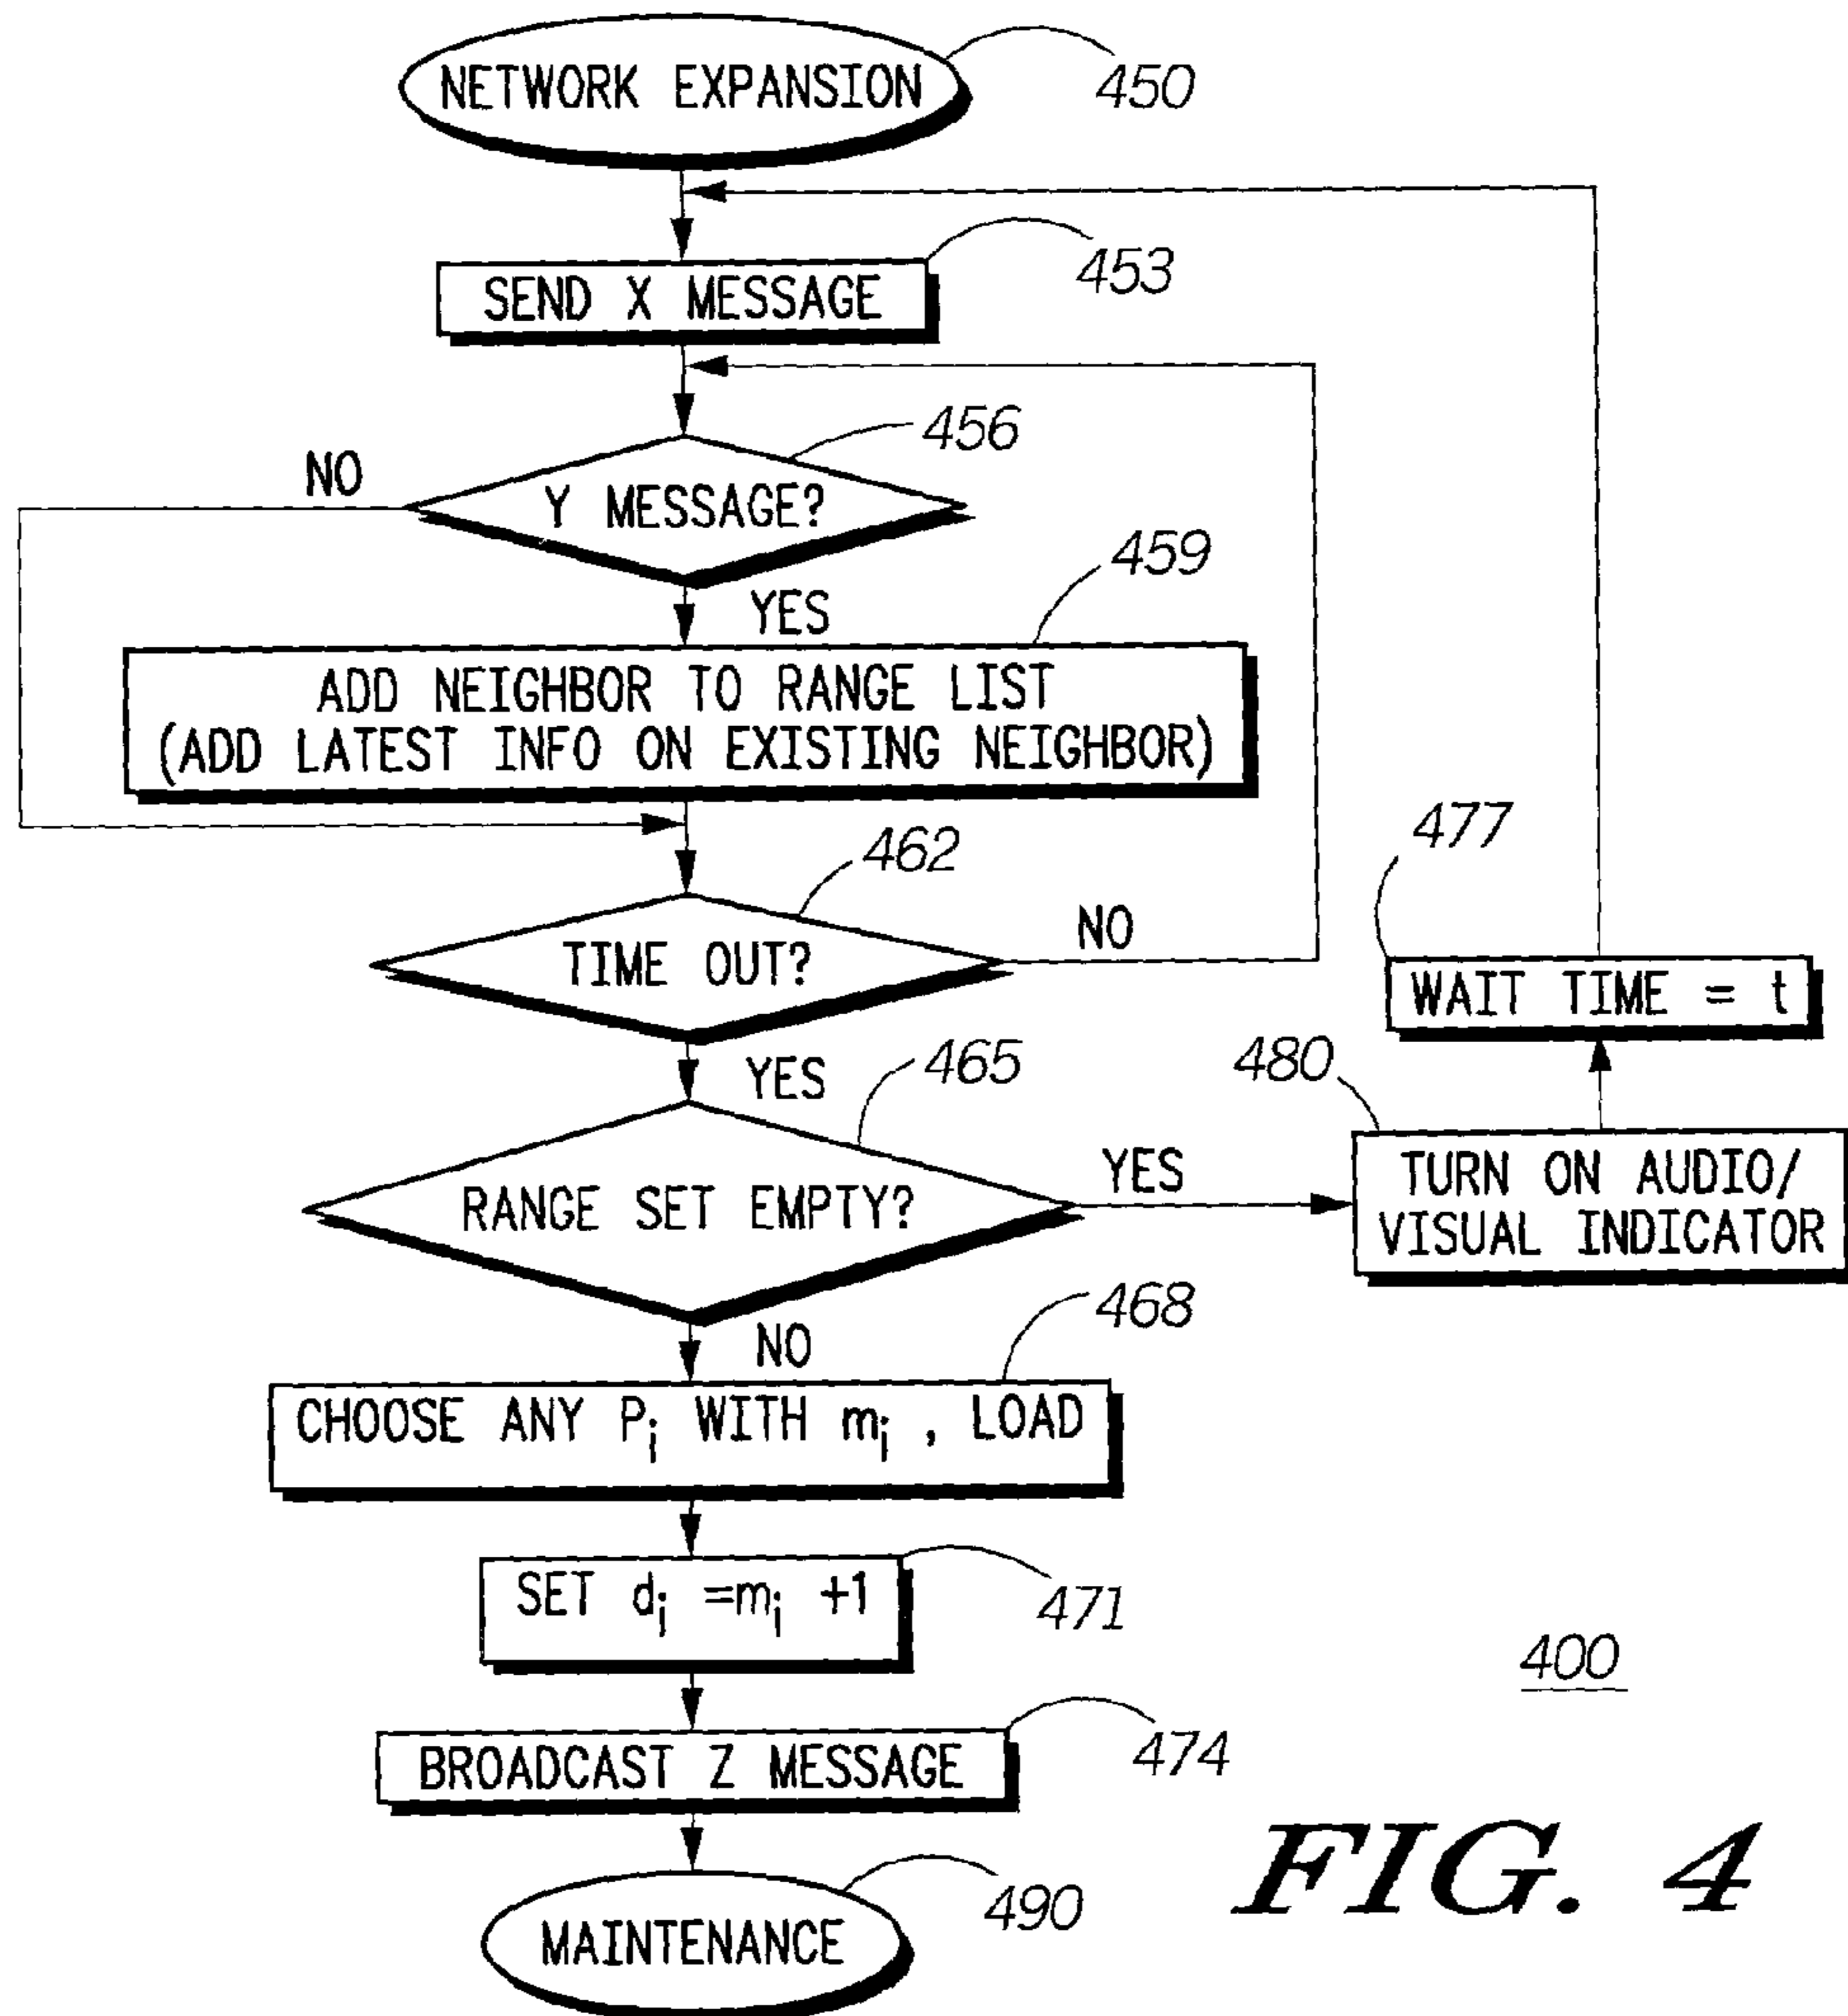 NETWORK EXPANSION
450
SEND X MESSAGE
453
456
NO
Y MESSAGE?
459
YES
ADD NEIGHBOR TO RANGE LIST
(ADD LATEST INFO ON EXISTING NEIGHBOR)
477
462
NO
TIME OUT?
WAIT TIME = t
465
480
YES
YES
TURN ON AUDIO/
VISUAL INDICATOR
RANGE SET EMPTY?
468
NO
CHOOSE ANY Pi WITH mi , LOAD
SET di =mi +1
471
400
BROADCAST Z MESSAGE
474
MAINTENANCE
490
FIG. 4